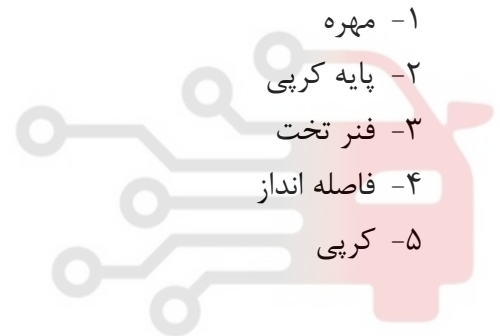 ۱- مهره
۲- پایه کرپی
۳- فنر تخت
۴- فاصله انداز
۵- کرپی